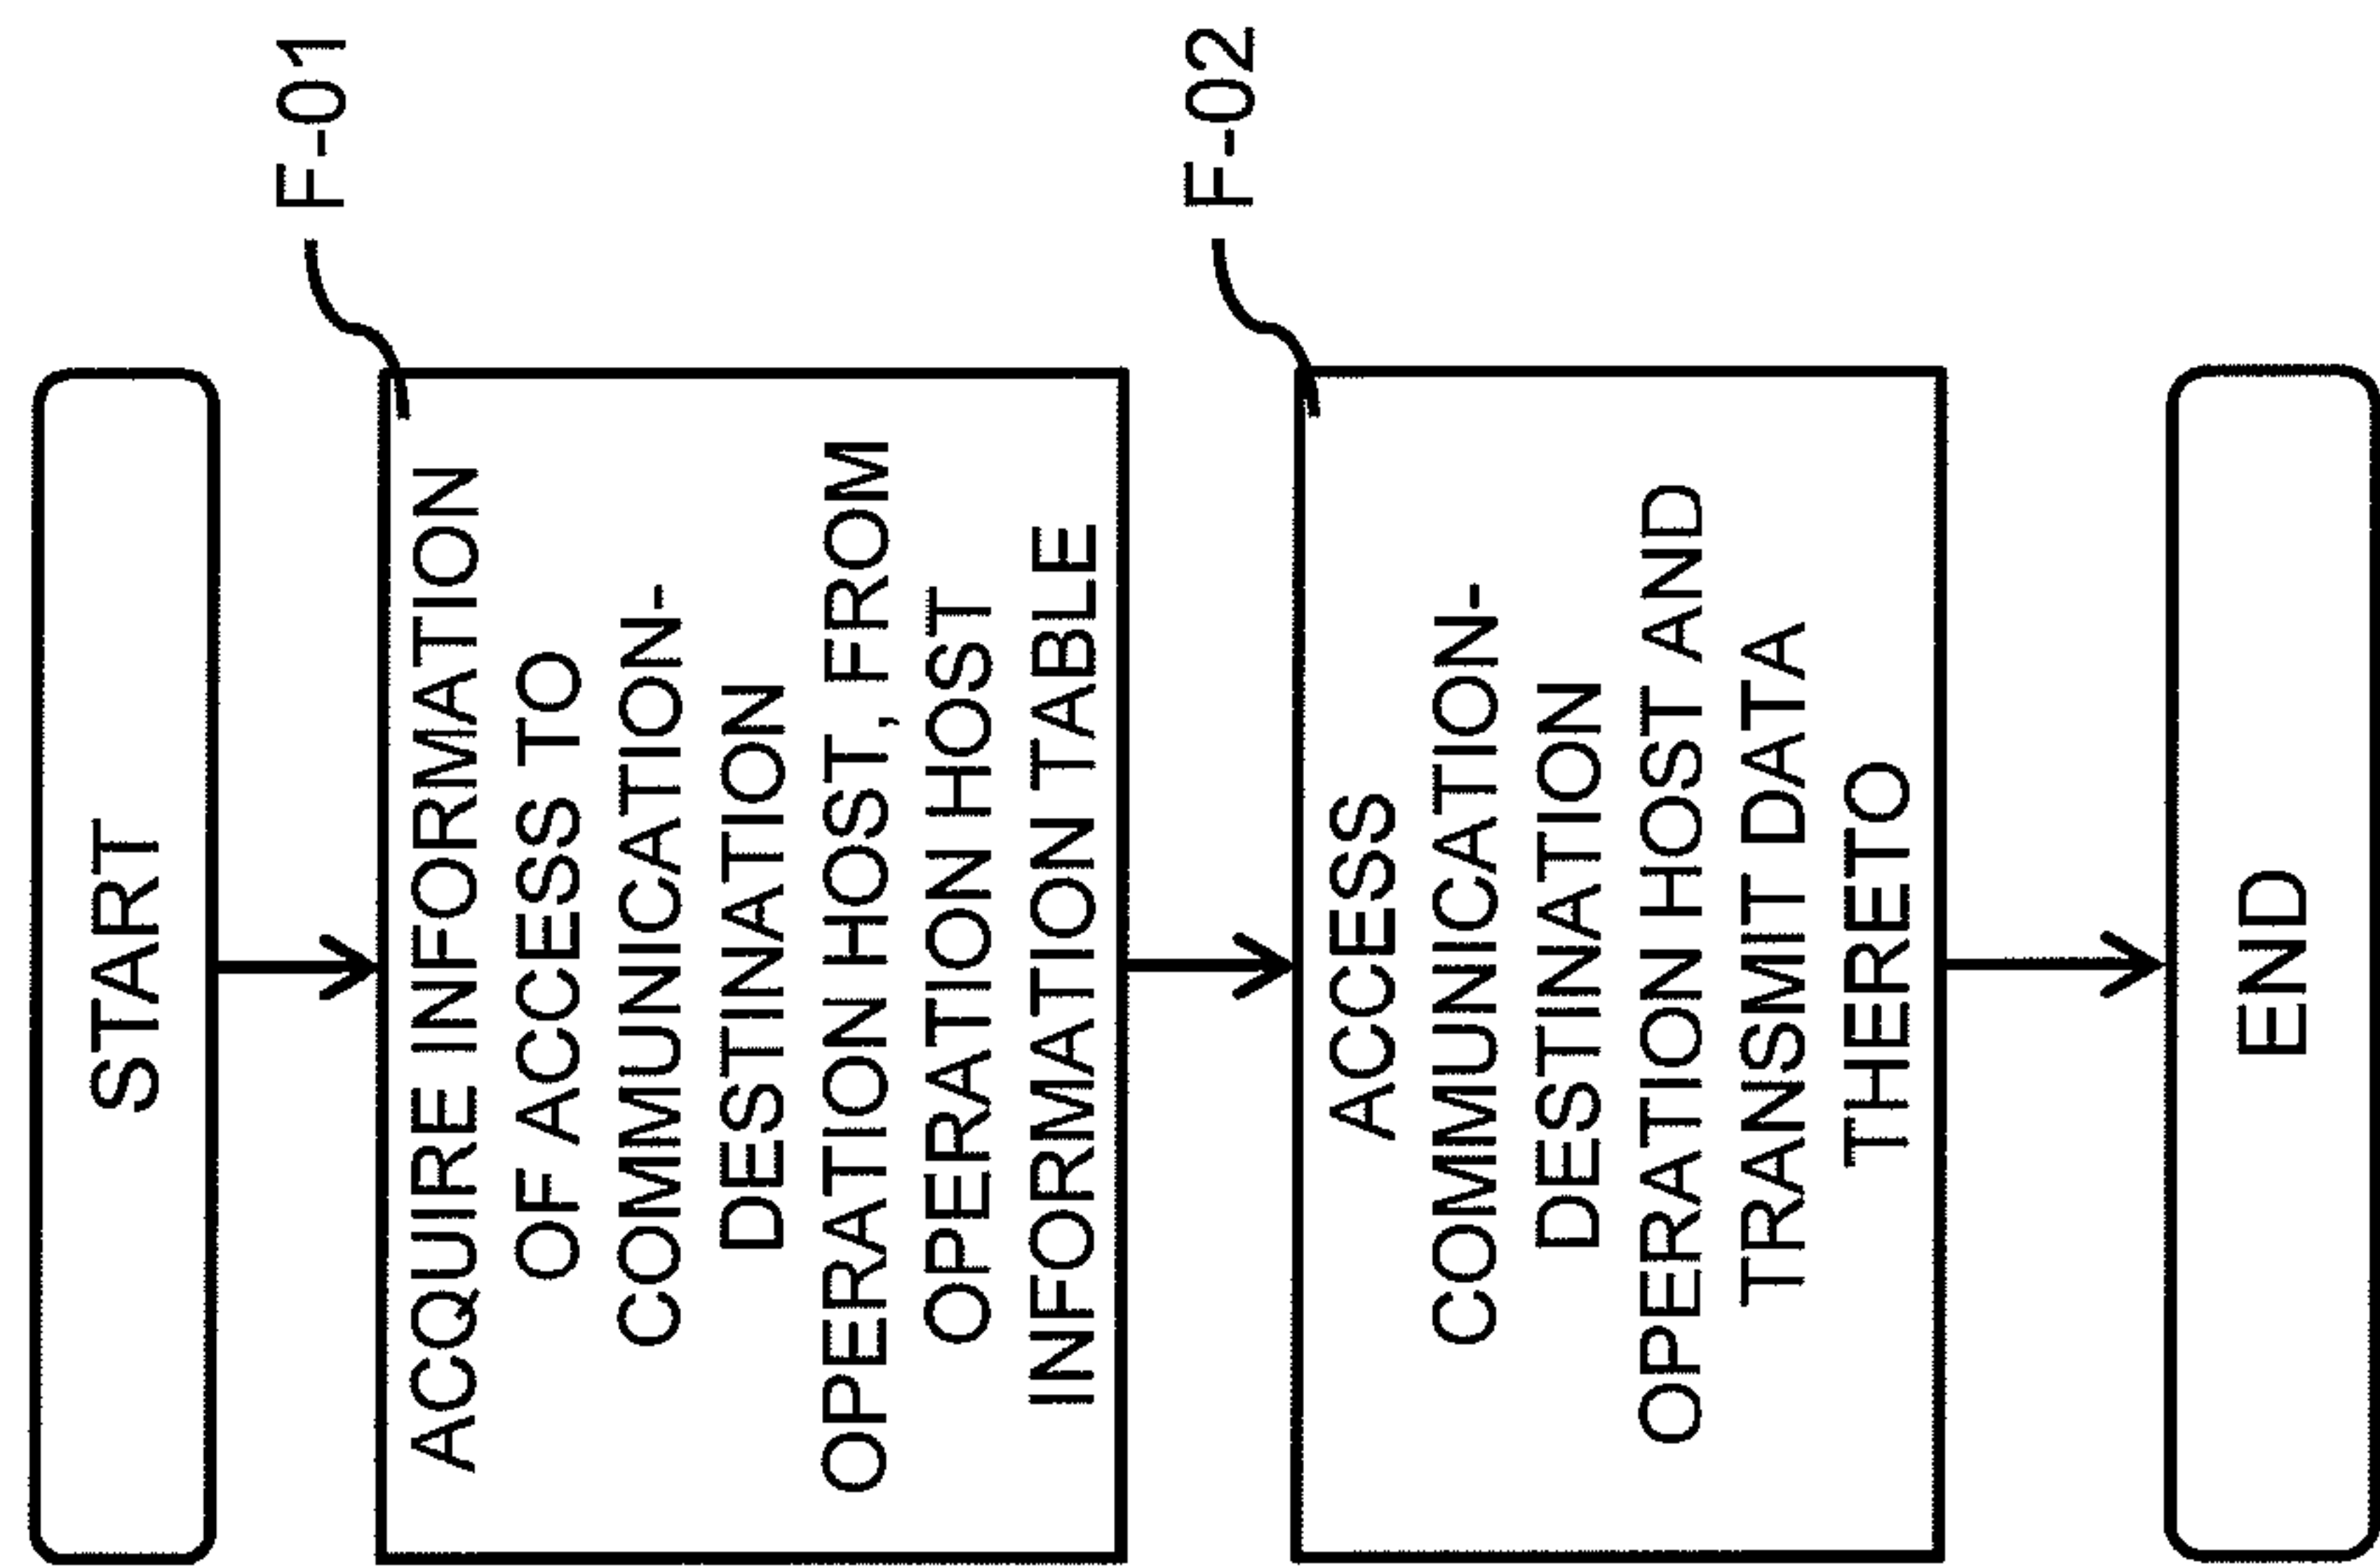 START
F-01
ACQUIRE INFORMATION
OF ACCESS TO
COMMUNICATION-
DESTINATION
OPERATION HOST, FROM
OPERATION HOST
INFORMATION TABLE
F-02
ACCESS
COMMUNICATION-
DESTINATION
OPERATION HOST AND
TRANSMIT DATA
THERETO
END